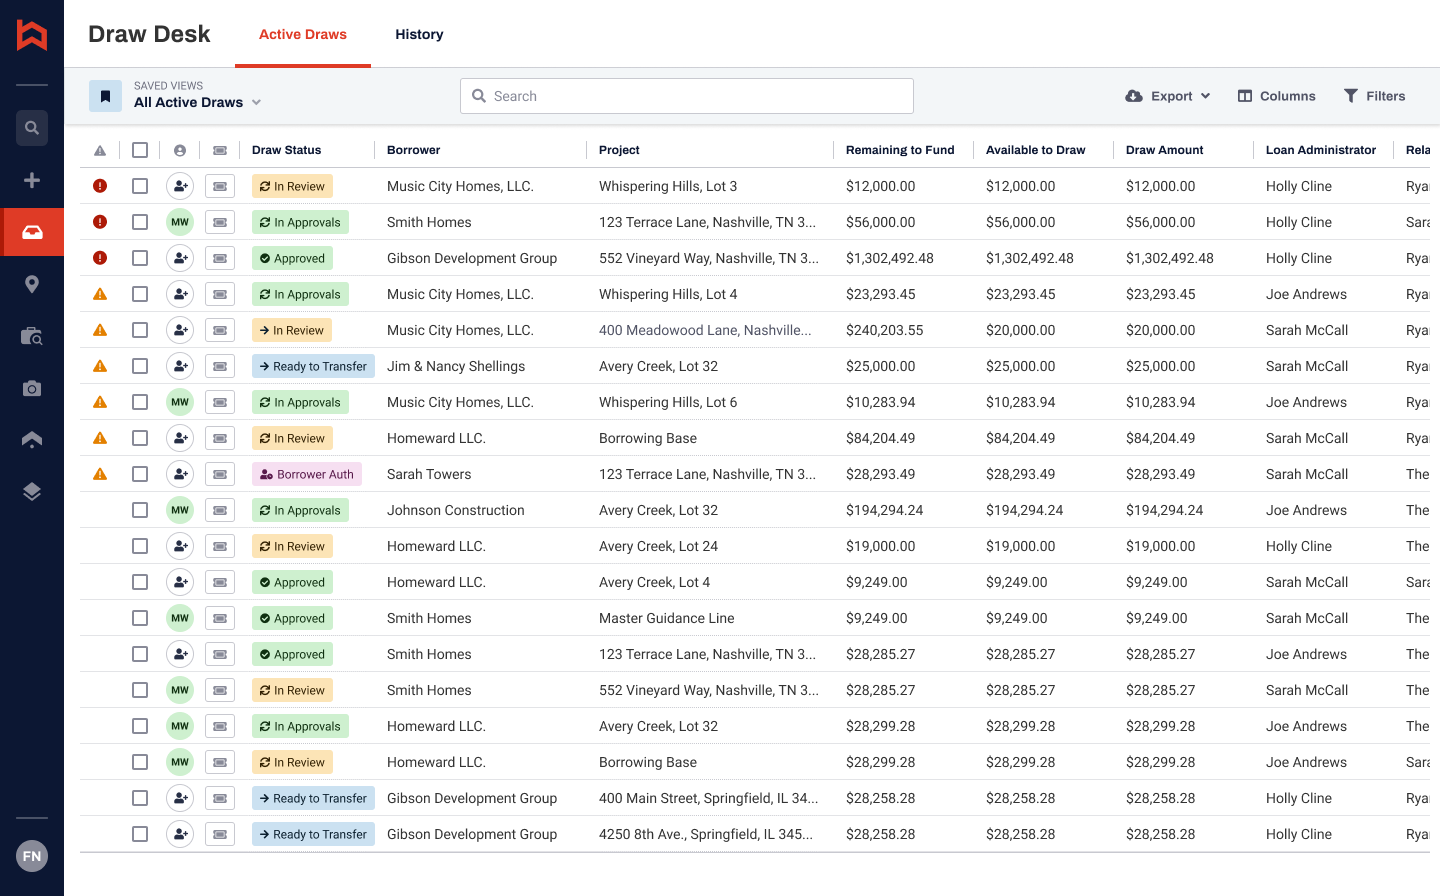 Draw Desk Active Draws History
SAVED VIEWS
All Active Draws Search Export Columns Filters
Draw Status Borrower Project Remaining to Fund Available to Draw Draw Amount Loan Administrator Rela
In Review Music City Homes, LLC. Whispering Hills, Lot 3 $12,000.00 $12,000.00 $12,000.00 Holly Cline Ryan
MW In Approvals Smith Homes 123 Terrace Lane, Nashville, TN 3... $56,000.00 $56,000.00 $56,000.00 Holly Cline Sara
Approved Gibson Development Group 552 Vineyard Way, Nashville, TN 3... $1,302,492.48 $1,302,492.48 $1,302,492.48 Holly Cline Ryan
In Approvals Music City Homes, LLC. Whispering Hills, Lot 4 $23,293.45 $23,293.45 $23,293.45 Joe Andrews Ryan
In Review Music City Homes, LLC. 400 Meadowood Lane, Nashville... $240,203.55 $20,000.00 $20,000.00 Sarah McCall Ryan
Ready to Transfer Jim & Nancy Shellings Avery Creek, Lot 32 $25,000.00 $25,000.00 $25,000.00 Sarah McCall Ryan
MW In Approvals Music City Homes, LLC. Whispering Hills, Lot 6 $10,283.94 $10,283.94 $10,283.94 Joe Andrews Ryan
In Review Homeward LLC. Borrowing Base $84,204.49 $84,204.49 $84,204.49 Sarah McCall Ryan
Borrower Auth Sarah Towers 123 Terrace Lane, Nashville, TN 3... $28,293.49 $28,293.49 $28,293.49 Sarah McCall The
MW In Approvals Johnson Construction Avery Creek, Lot 32 $194,294.24 $194,294.24 $194,294.24 Joe Andrews The
In Review Homeward LLC. Avery Creek, Lot 24 $19,000.00 $19,000.00 $19,000.00 Holly Cline The
Approved Homeward LLC. Avery Creek, Lot 4 $9,249.00 $9,249.00 $9,249.00 Sarah McCall Sara
MW Approved Smith Homes Master Guidance Line $9,249.00 $9,249.00 $9,249.00 Sarah McCall The
Approved Smith Homes 123 Terrace Lane, Nashville, TN 3... $28,285.27 $28,285.27 $28,285.27 Joe Andrews The
MW In Review Smith Homes 552 Vineyard Way, Nashville, TN 3... $28,285.27 $28,285.27 $28,285.27 Sarah McCall The
MW In Approvals Homeward LLC. Avery Creek, Lot 32 $28,299.28 $28,299.28 $28,299.28 Joe Andrews The
MW In Review Homeward LLC. Borrowing Base $28,299.28 $28,299.28 $28,299.28 Joe Andrews Sara
Ready to Transfer Gibson Development Group 400 Main Street, Springfield, IL 34... $28,258.28 $28,258.28 $28,258.28 Holly Cline Ryan
Ready to Transfer Gibson Development Group 4250 8th Ave., Springfield, IL 345... $28,258.28 $28,258.28 $28,258.28 Holly Cline Ryan
FN